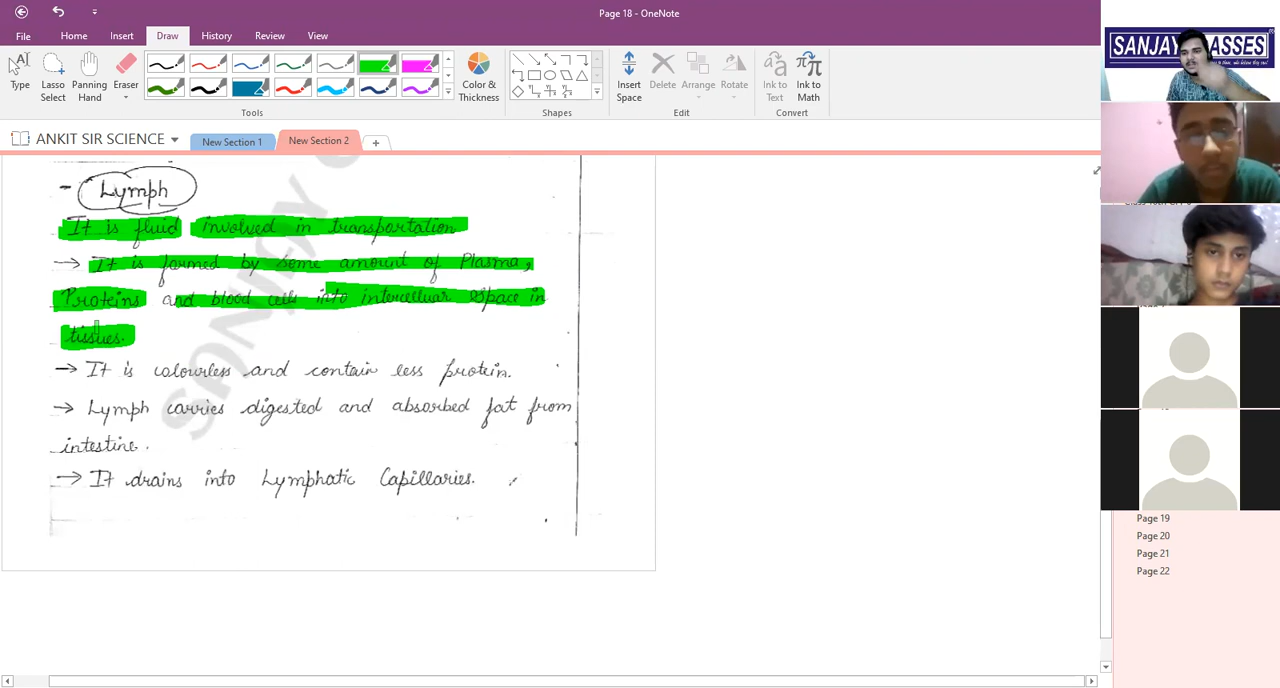 Page 18 - OneNote
File Home Insert Draw History Review View
Type Lasso Select Panning Hand Eraser Color & Thickness Insert Space Delete Arrange Rotate Ink to Text Ink to Math
Tools Shapes Edit Convert
ANKIT SIR SCIENCE New Section 1 New Section 2 +
SANJAY CLASSES
- Lymph
It is fluid involved in transportation
→ It is formed by some amount of Plasma,
Proteins and blood cells into intercelluar space in
tissues.
→ It is colourless and contain less protein.
→ Lymph carries digested and absorbed fat from
intestine.
→ It drains into Lymphatic Capillaries.
SANJAY
Page 19
Page 20
Page 21
Page 22